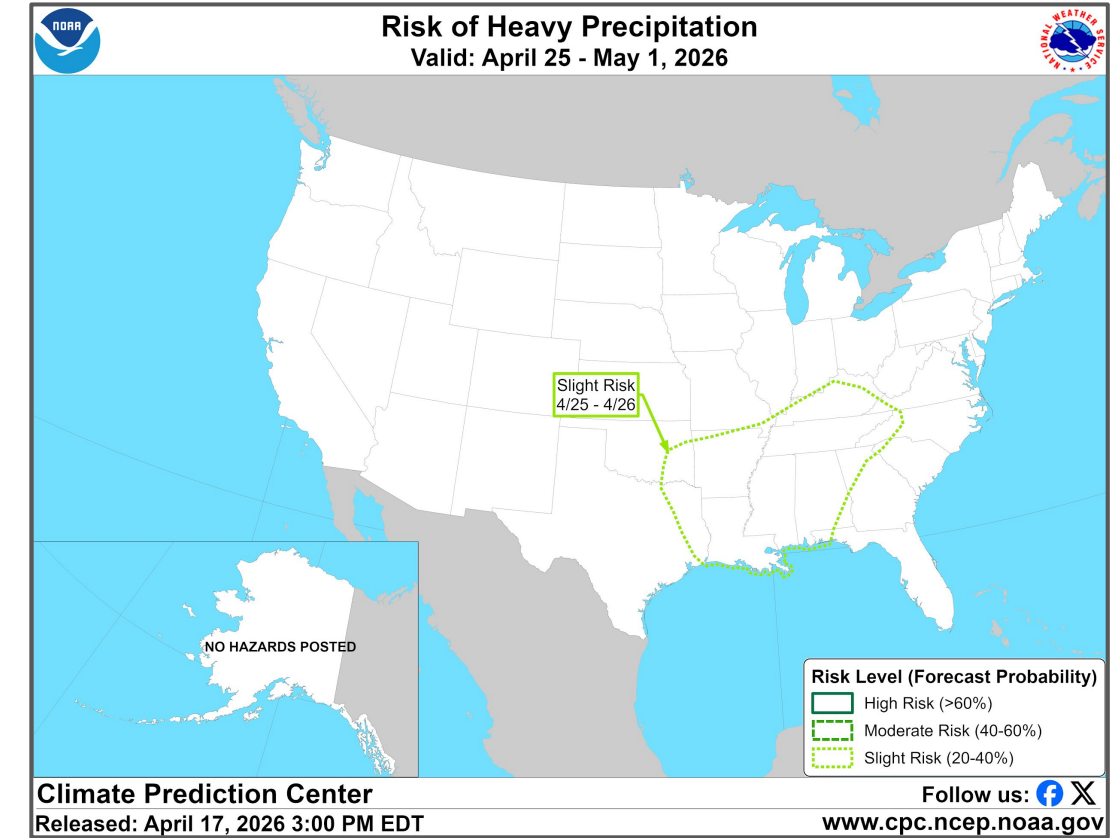 NOAA
Risk of Heavy Precipitation
Valid: April 25 - May 1, 2026
NATIONAL WEATHER SERVICE
Slight Risk
4/25 - 4/26
NO HAZARDS POSTED
Risk Level (Forecast Probability)
High Risk (>60%)
Moderate Risk (40-60%)
Slight Risk (20-40%)
Climate Prediction Center
Follow us:
Released: April 17, 2026 3:00 PM EDT
www.cpc.ncep.noaa.gov